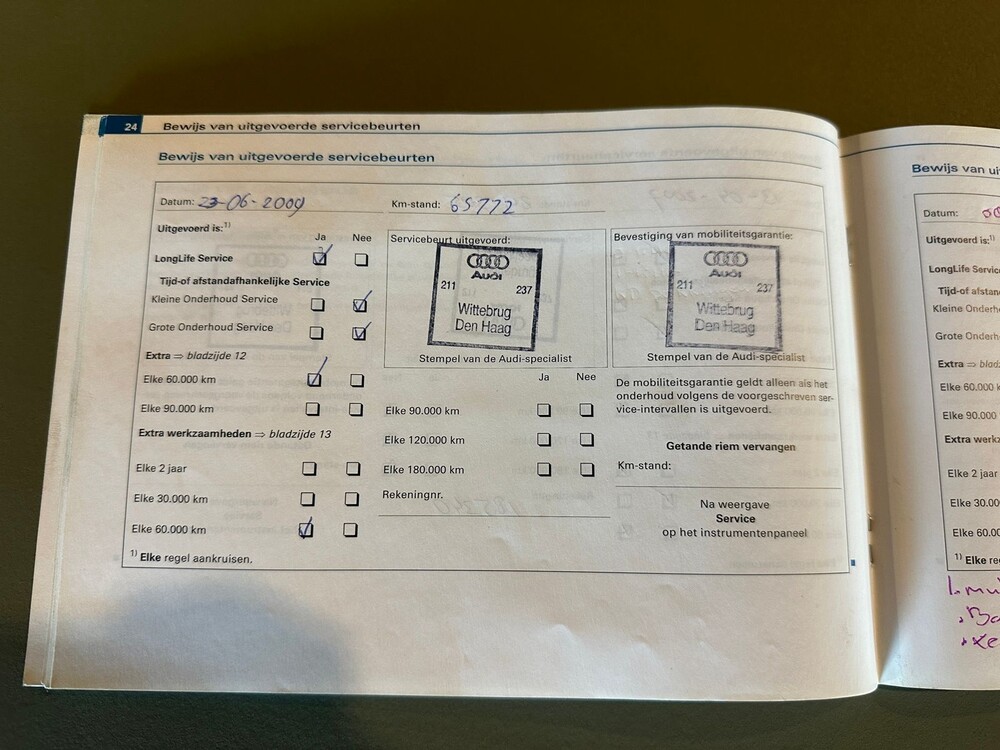 24 Bewijs van uitgevoerde servicebeurten
Bewijs van uitgevoerde servicebeurten
Datum: 23-06-2009 Km-stand: 65772
Uitgevoerd is:1)
Ja Nee
LongLife Service
Tijd-of afstandafhankelijke Service
Kleine Onderhoud Service
Grote Onderhoud Service
Extra ⇒ bladzijde 12
Elke 60.000 km
Elke 90.000 km
Extra werkzaamheden ⇒ bladzijde 13
Elke 2 jaar
Elke 30.000 km
Elke 60.000 km
1) Elke regel aankruisen.
Servicebeurt uitgevoerd:
Audi
211 237
Wittebrug
Den Haag
Stempel van de Audi-specialist
Ja Nee
Elke 90.000 km
Elke 120.000 km
Elke 180.000 km
Rekeningnr.
Bevestiging van mobiliteitsgarantie:
Audi
211 237
Wittebrug
Den Haag
Stempel van de Audi-specialist
De mobiliteitsgarantie geldt alleen als het
onderhoud volgens de voorgeschreven ser-
vice-intervallen is uitgevoerd.
Getande riem vervangen
Km-stand:
Na weergave
Service
op het instrumentenpaneel
Bewijs van ui
Datum:
Uitgevoerd is:1)
LongLife Servic
Tijd-of afstan
Kleine Onderh
Grote Onderh
Extra ⇒ bladz
Elke 60.000 k
Elke 90.000
Extra werkz
Elke 2 jaar
Elke 30.00
Elke 60.0
1) Elke reg